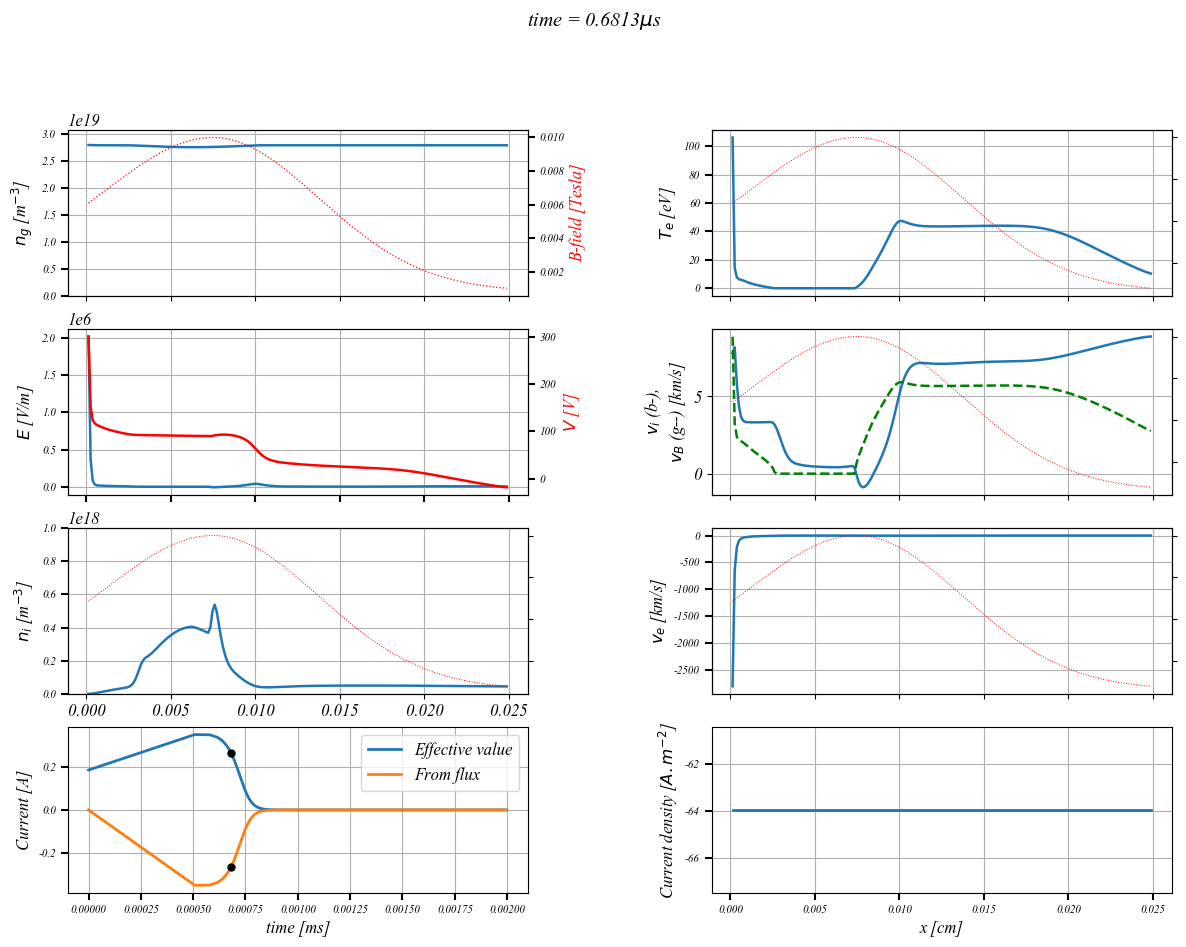 time = 0.6813μs
1e19
3.0
2.5
2.0
1.5
1.0
0.5
0.0
n_g [m⁻³]
0.010
0.008
0.006
0.004
0.002
B-field [Tesla]
100
80
60
40
20
0
T_e [eV]
1e6
2.0
1.5
1.0
0.5
0.0
E [V/m]
300
200
100
0
V [V]
5
0
v_i (b-),
v_B (g--) [km/s]
1e18
1.0
0.8
0.6
0.4
0.2
0.0
n_i [m⁻³]
0.000 0.005 0.010 0.015 0.020 0.025
0
-500
-1000
-1500
-2000
-2500
v_e [km/s]
0.2
0.0
-0.2
Current [A]
Effective value
From flux
0.00000 0.00025 0.00050 0.00075 0.00100 0.00125 0.00150 0.00175 0.00200
time [ms]
-62
-64
-66
Current density [A.m⁻²]
0.000 0.005 0.010 0.015 0.020 0.025
x [cm]